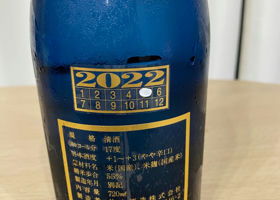 2022
1 2 3 4 6
7 8 9 10 11 12
規格 清酒
アルコール分 17度
日本酒度 +1～+3(やや辛口)
原材料名 米(国産)、米麹(国産米)
精米歩合 55%
製造年月 別記
内容量 720ml